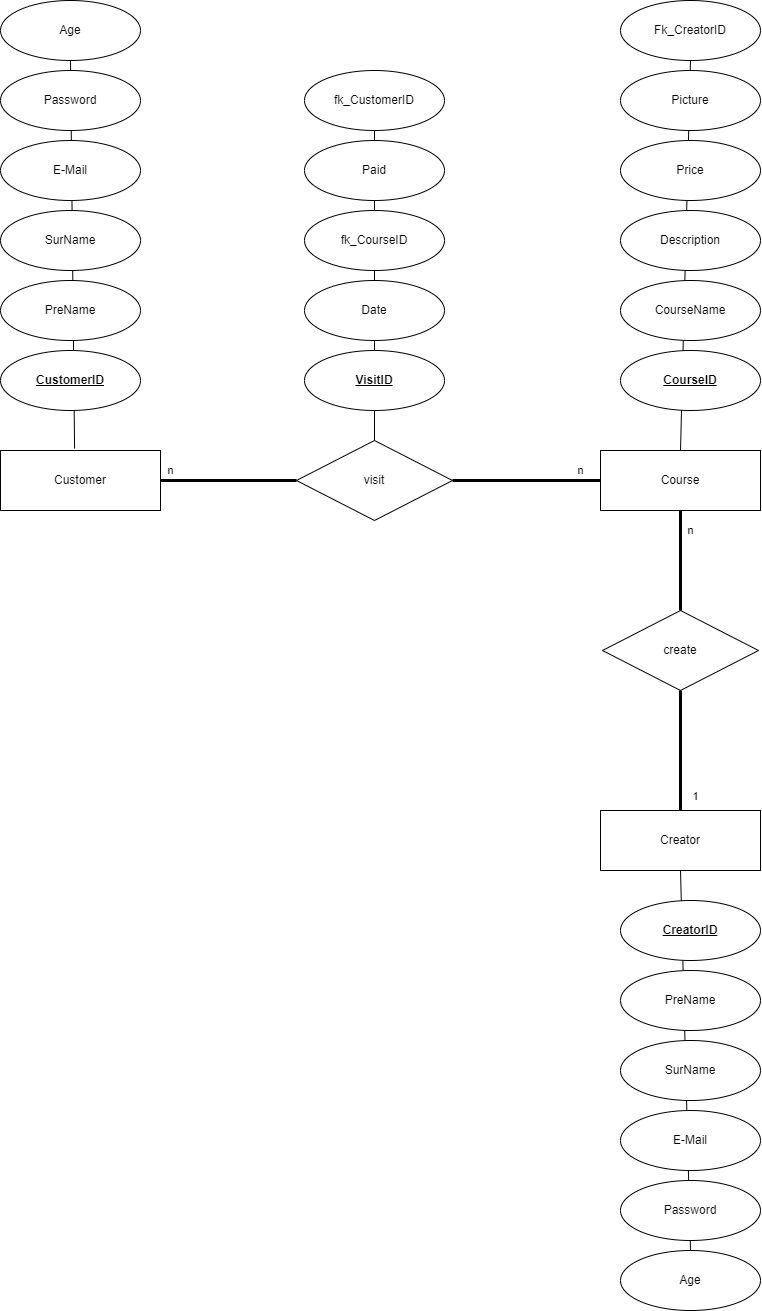 Age
Password
E-Mail
SurName
PreName
CustomerID
Customer
n
fk_CustomerID
Paid
fk_CourseID
Date
VisitID
visit
n
Fk_CreatorID
Picture
Price
Description
CourseName
CourseID
Course
n
create
1
Creator
CreatorID
PreName
SurName
E-Mail
Password
Age